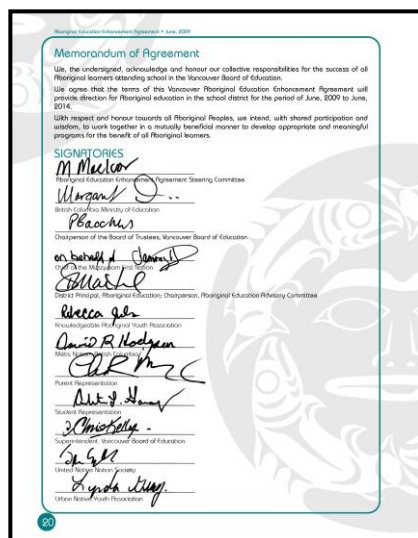 Aboriginal Education Enhancement Agreement • June, 2009
Memorandum of Agreement
We, the undersigned, acknowledge and honour our collective responsibilities for the success of all
Aboriginal learners attending school in the Vancouver Board of Education.
We agree that the terms of this Vancouver Aboriginal Education Enhancement Agreement will
provide direction for Aboriginal education in the school district for the period of June, 2009 to June,
2014.
With respect and honour towards all Aboriginal Peoples, we intend, with shared participation and
wisdom, to work together in a mutually beneficial manner to develop appropriate and meaningful
programs for the benefit of all Aboriginal learners.
SIGNATORIES
Aboriginal Education Enhancement Agreement Steering Committee
Margaret
British Columbia Ministry of Education
Chairperson of the Board of Trustees, Vancouver Board of Education
on behalf of
Chief of the Musqueam First Nation
District Principal, Aboriginal Education; Chairperson, Aboriginal Education Advisory Committee
Rebecca
Knowledgeable Aboriginal Youth Association
David R Hodgson
Métis Nation British Columbia
Parent Representation
Student Representation
Chris Kelly
Superintendent, Vancouver Board of Education
United Native Nation Society
Lynda Gray
Urban Native Youth Association
20